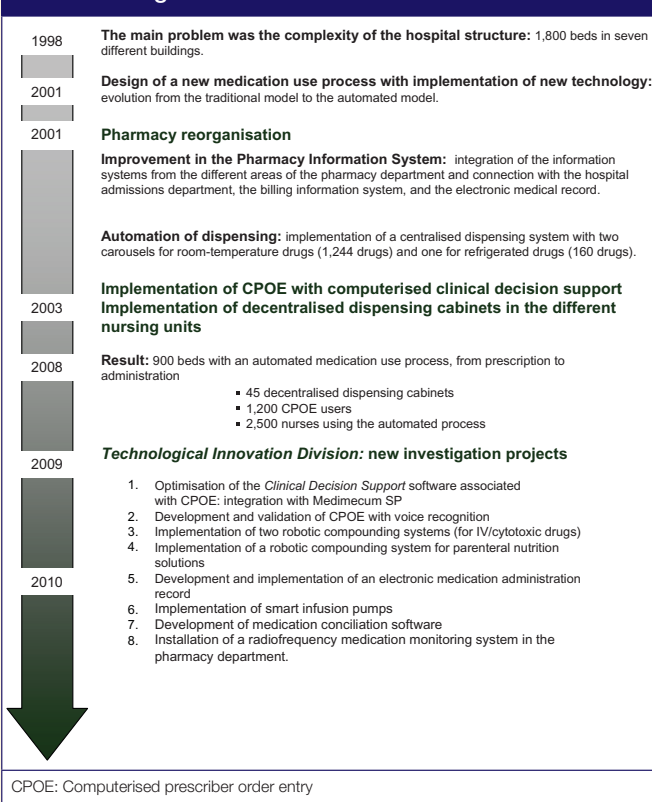 1998
The main problem was the complexity of the hospital structure: 1,800 beds in seven
different buildings.
2001
Design of a new medication use process with implementation of new technology:
evolution from the traditional model to the automated model.
2001
Pharmacy reorganisation
Improvement in the Pharmacy Information System: integration of the information
systems from the different areas of the pharmacy department and connection with the hospital
admissions department, the billing information system, and the electronic medical record.
Automation of dispensing: implementation of a centralised dispensing system with two
carousels for room-temperature drugs (1,244 drugs) and one for refrigerated drugs (160 drugs).
2003
Implementation of CPOE with computerised clinical decision support
Implementation of decentralised dispensing cabinets in the different
nursing units
2008
Result: 900 beds with an automated medication use process, from prescription to
administration
▪ 45 decentralised dispensing cabinets
▪ 1,200 CPOE users
▪ 2,500 nurses using the automated process
2009
Technological Innovation Division: new investigation projects
1. Optimisation of the Clinical Decision Support software associated
with CPOE: integration with Medimecum SP
2. Development and validation of CPOE with voice recognition
3. Implementation of two robotic compounding systems (for IV/cytotoxic drugs)
4. Implementation of a robotic compounding system for parenteral nutrition
solutions
2010
5. Development and implementation of an electronic medication administration
record
6. Implementation of smart infusion pumps
7. Development of medication conciliation software
8. Installation of a radiofrequency medication monitoring system in the
pharmacy department.
CPOE: Computerised prescriber order entry